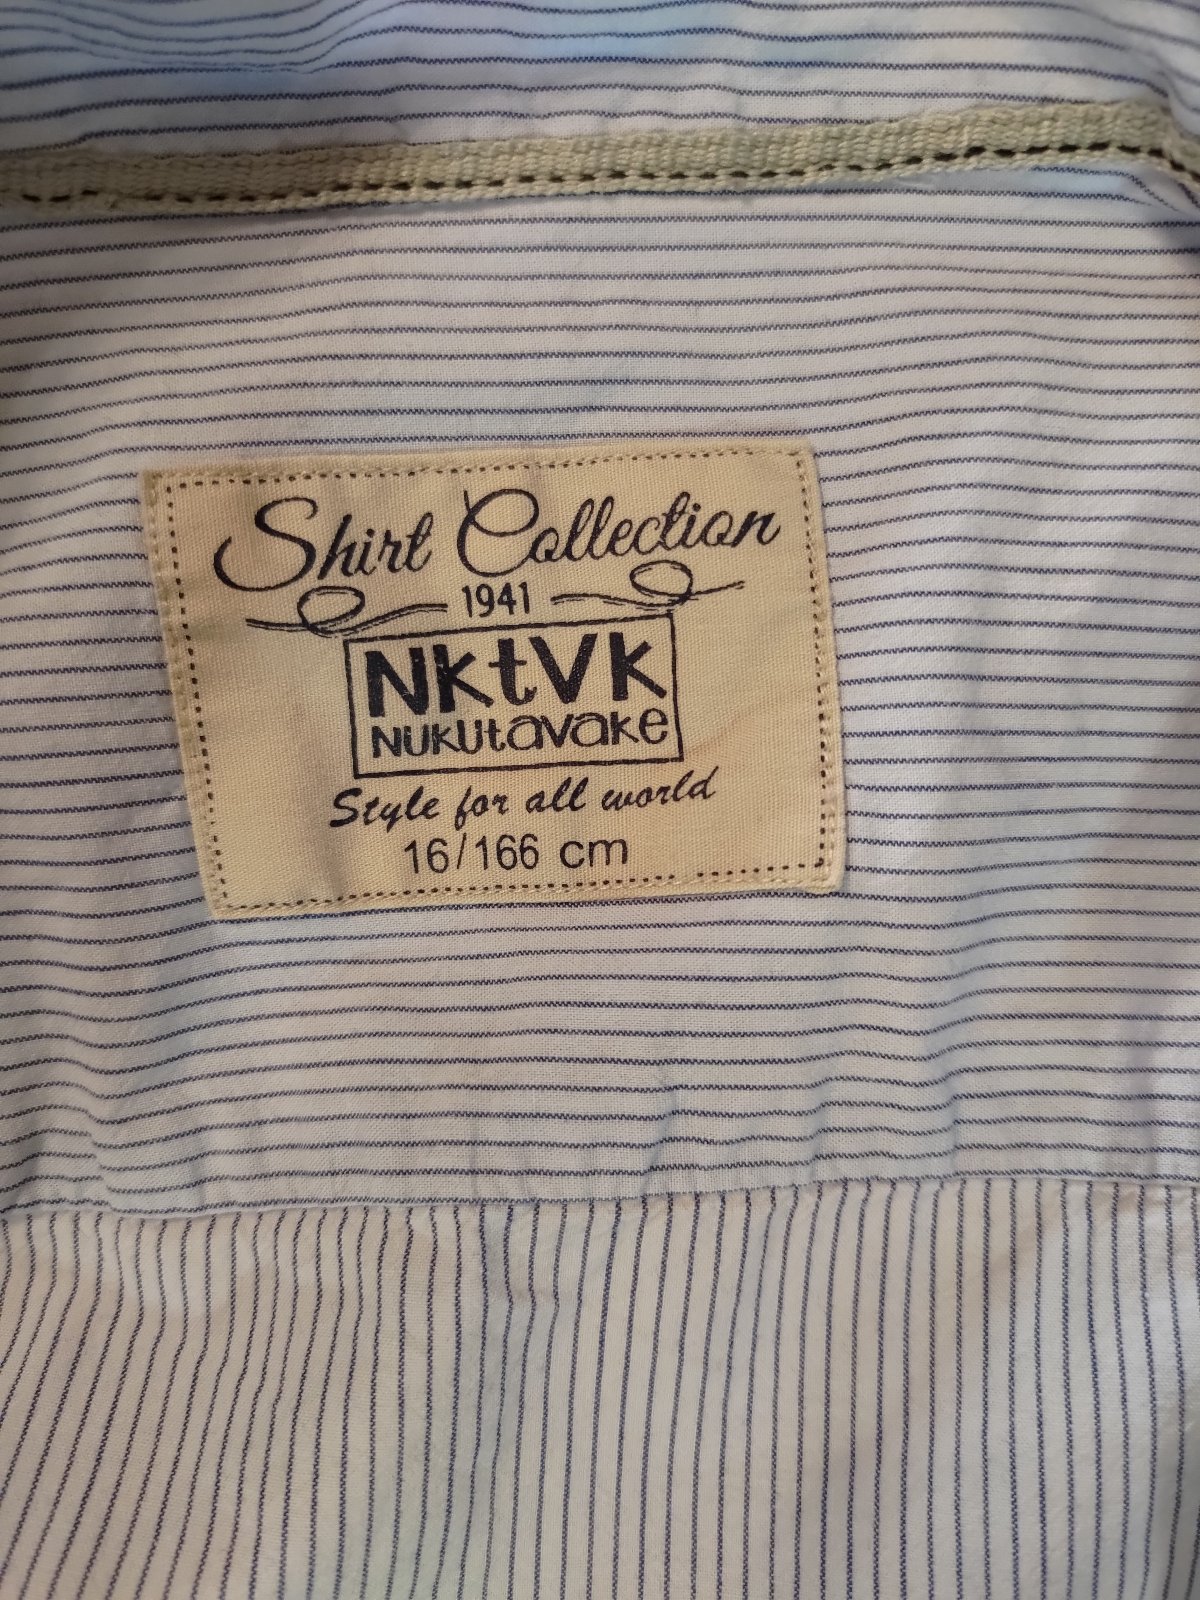 Shirt Collection
1941
NKtVk
NUKUtavake
Style for all world
16/166 cm